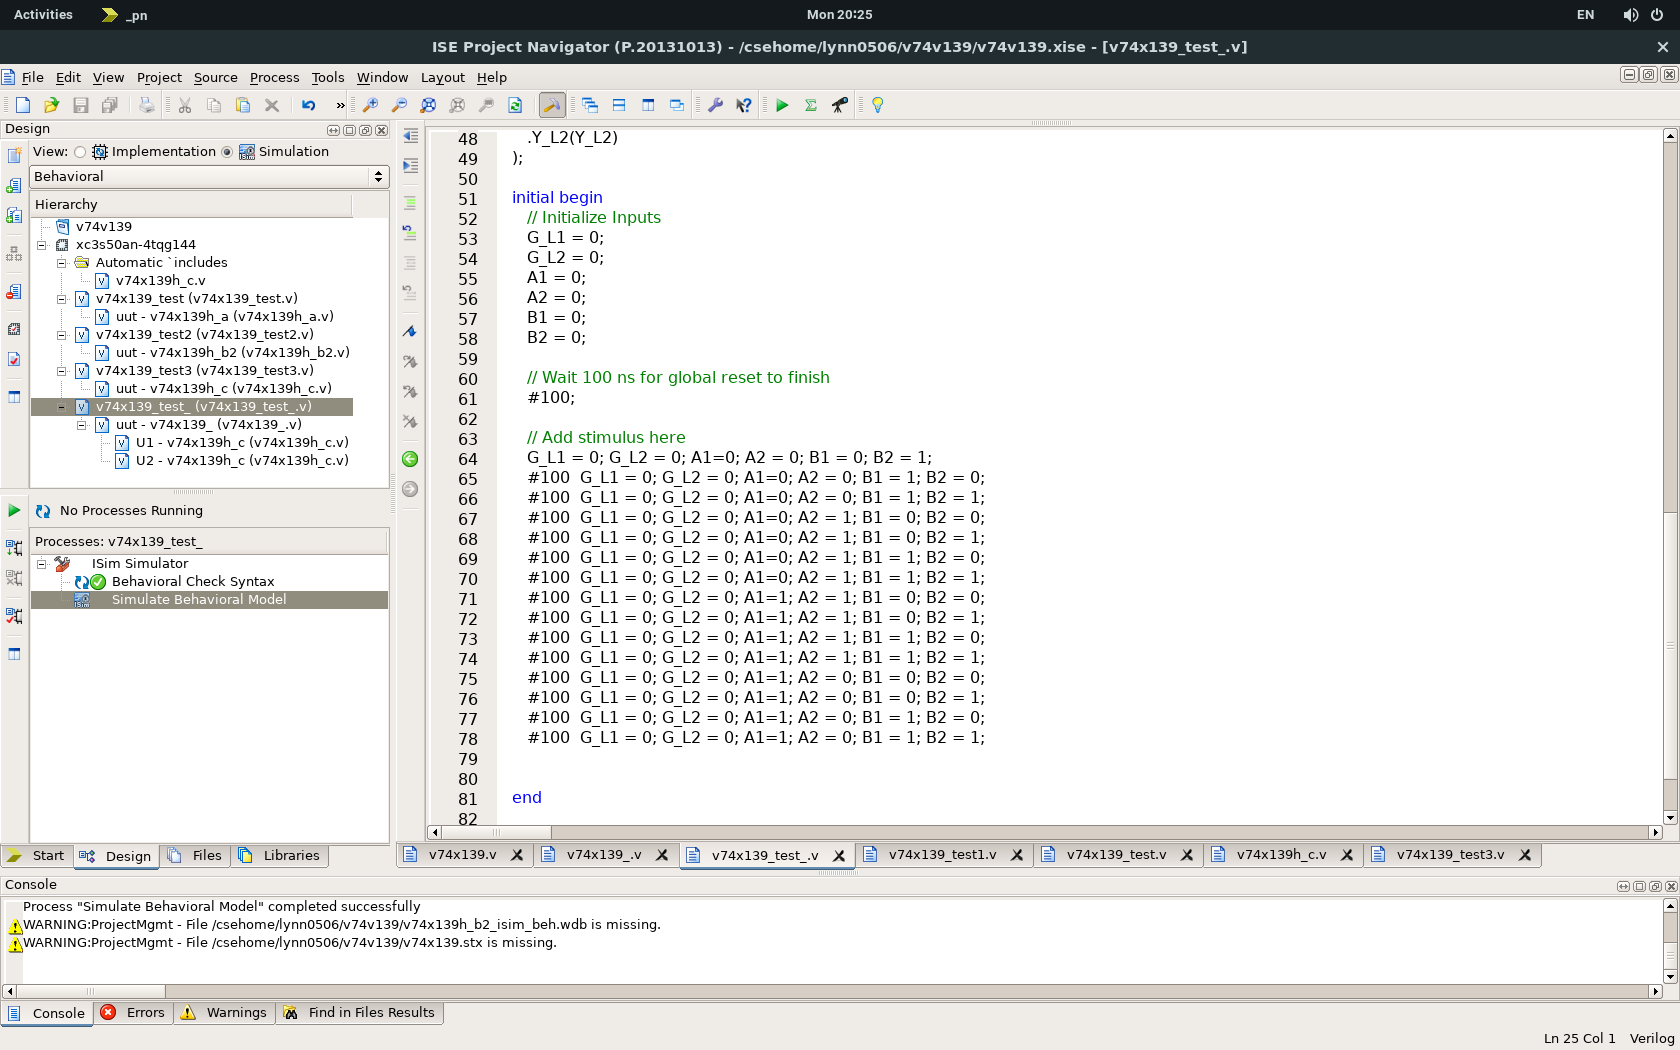 Activities
_pn
Mon 20:25
EN
ISE Project Navigator (P.20131013) - /csehome/lynn0506/v74v139/v74v139.xise - [v74x139_test_.v]
File Edit View Project Source Process Tools Window Layout Help
Design
View: Implementation Simulation
Behavioral
Hierarchy
v74v139
xc3s50an-4tqg144
Automatic `includes
v74x139h_c.v
v74x139_test (v74x139_test.v)
uut - v74x139h_a (v74x139h_a.v)
v74x139_test2 (v74x139_test2.v)
uut - v74x139h_b2 (v74x139h_b2.v)
v74x139_test3 (v74x139_test3.v)
uut - v74x139h_c (v74x139h_c.v)
v74x139_test_ (v74x139_test_.v)
uut - v74x139_ (v74x139_.v)
U1 - v74x139h_c (v74x139h_c.v)
U2 - v74x139h_c (v74x139h_c.v)
No Processes Running
Processes: v74x139_test_
ISim Simulator
Behavioral Check Syntax
Simulate Behavioral Model
Start Design Files Libraries
48 .Y_L2(Y_L2)
49 );
50
51 initial begin
52 // Initialize Inputs
53 G_L1 = 0;
54 G_L2 = 0;
55 A1 = 0;
56 A2 = 0;
57 B1 = 0;
58 B2 = 0;
59
60 // Wait 100 ns for global reset to finish
61 #100;
62
63 // Add stimulus here
64 G_L1 = 0; G_L2 = 0; A1=0; A2 = 0; B1 = 0; B2 = 1;
65 #100 G_L1 = 0; G_L2 = 0; A1=0; A2 = 0; B1 = 1; B2 = 0;
66 #100 G_L1 = 0; G_L2 = 0; A1=0; A2 = 0; B1 = 1; B2 = 1;
67 #100 G_L1 = 0; G_L2 = 0; A1=0; A2 = 1; B1 = 0; B2 = 0;
68 #100 G_L1 = 0; G_L2 = 0; A1=0; A2 = 1; B1 = 0; B2 = 1;
69 #100 G_L1 = 0; G_L2 = 0; A1=0; A2 = 1; B1 = 1; B2 = 0;
70 #100 G_L1 = 0; G_L2 = 0; A1=0; A2 = 1; B1 = 1; B2 = 1;
71 #100 G_L1 = 0; G_L2 = 0; A1=1; A2 = 1; B1 = 0; B2 = 0;
72 #100 G_L1 = 0; G_L2 = 0; A1=1; A2 = 1; B1 = 0; B2 = 1;
73 #100 G_L1 = 0; G_L2 = 0; A1=1; A2 = 1; B1 = 1; B2 = 0;
74 #100 G_L1 = 0; G_L2 = 0; A1=1; A2 = 1; B1 = 1; B2 = 1;
75 #100 G_L1 = 0; G_L2 = 0; A1=1; A2 = 0; B1 = 0; B2 = 0;
76 #100 G_L1 = 0; G_L2 = 0; A1=1; A2 = 0; B1 = 0; B2 = 1;
77 #100 G_L1 = 0; G_L2 = 0; A1=1; A2 = 0; B1 = 1; B2 = 0;
78 #100 G_L1 = 0; G_L2 = 0; A1=1; A2 = 0; B1 = 1; B2 = 1;
79
80
81 end
82
v74x139.v v74x139_.v v74x139_test_.v v74x139_test1.v v74x139_test.v v74x139h_c.v v74x139_test3.v
Console
Process "Simulate Behavioral Model" completed successfully
WARNING:ProjectMgmt - File /csehome/lynn0506/v74v139/v74x139h_b2_isim_beh.wdb is missing.
WARNING:ProjectMgmt - File /csehome/lynn0506/v74v139/v74x139.stx is missing.
Console Errors Warnings Find in Files Results
Ln 25 Col 1 Verilog